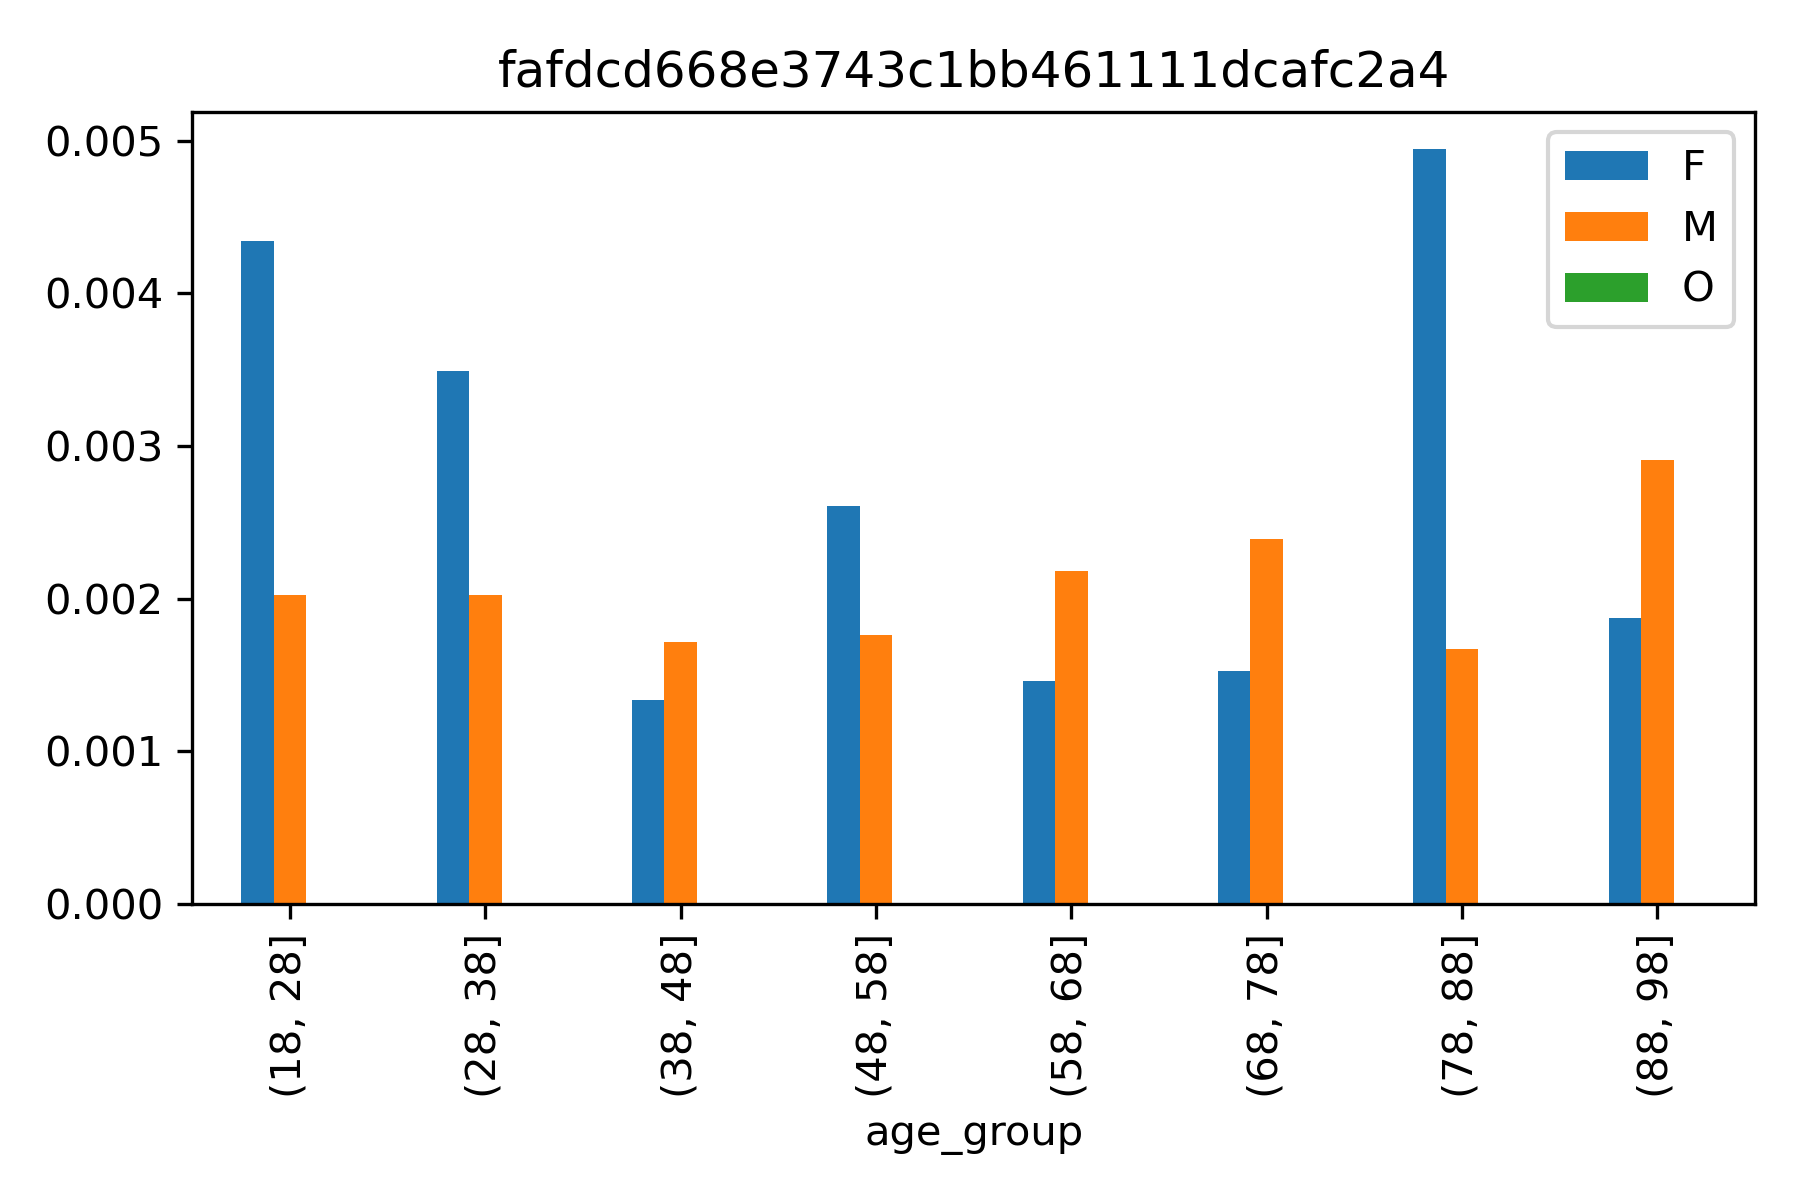 fafdcd668e3743c1bb461111dcafc2a4
0.005
0.004
0.003
0.002
0.001
0.000
F
M
O
(18, 28]
(28, 38]
(38, 48]
(48, 58]
(58, 68]
(68, 78]
(78, 88]
(88, 98]
age_group